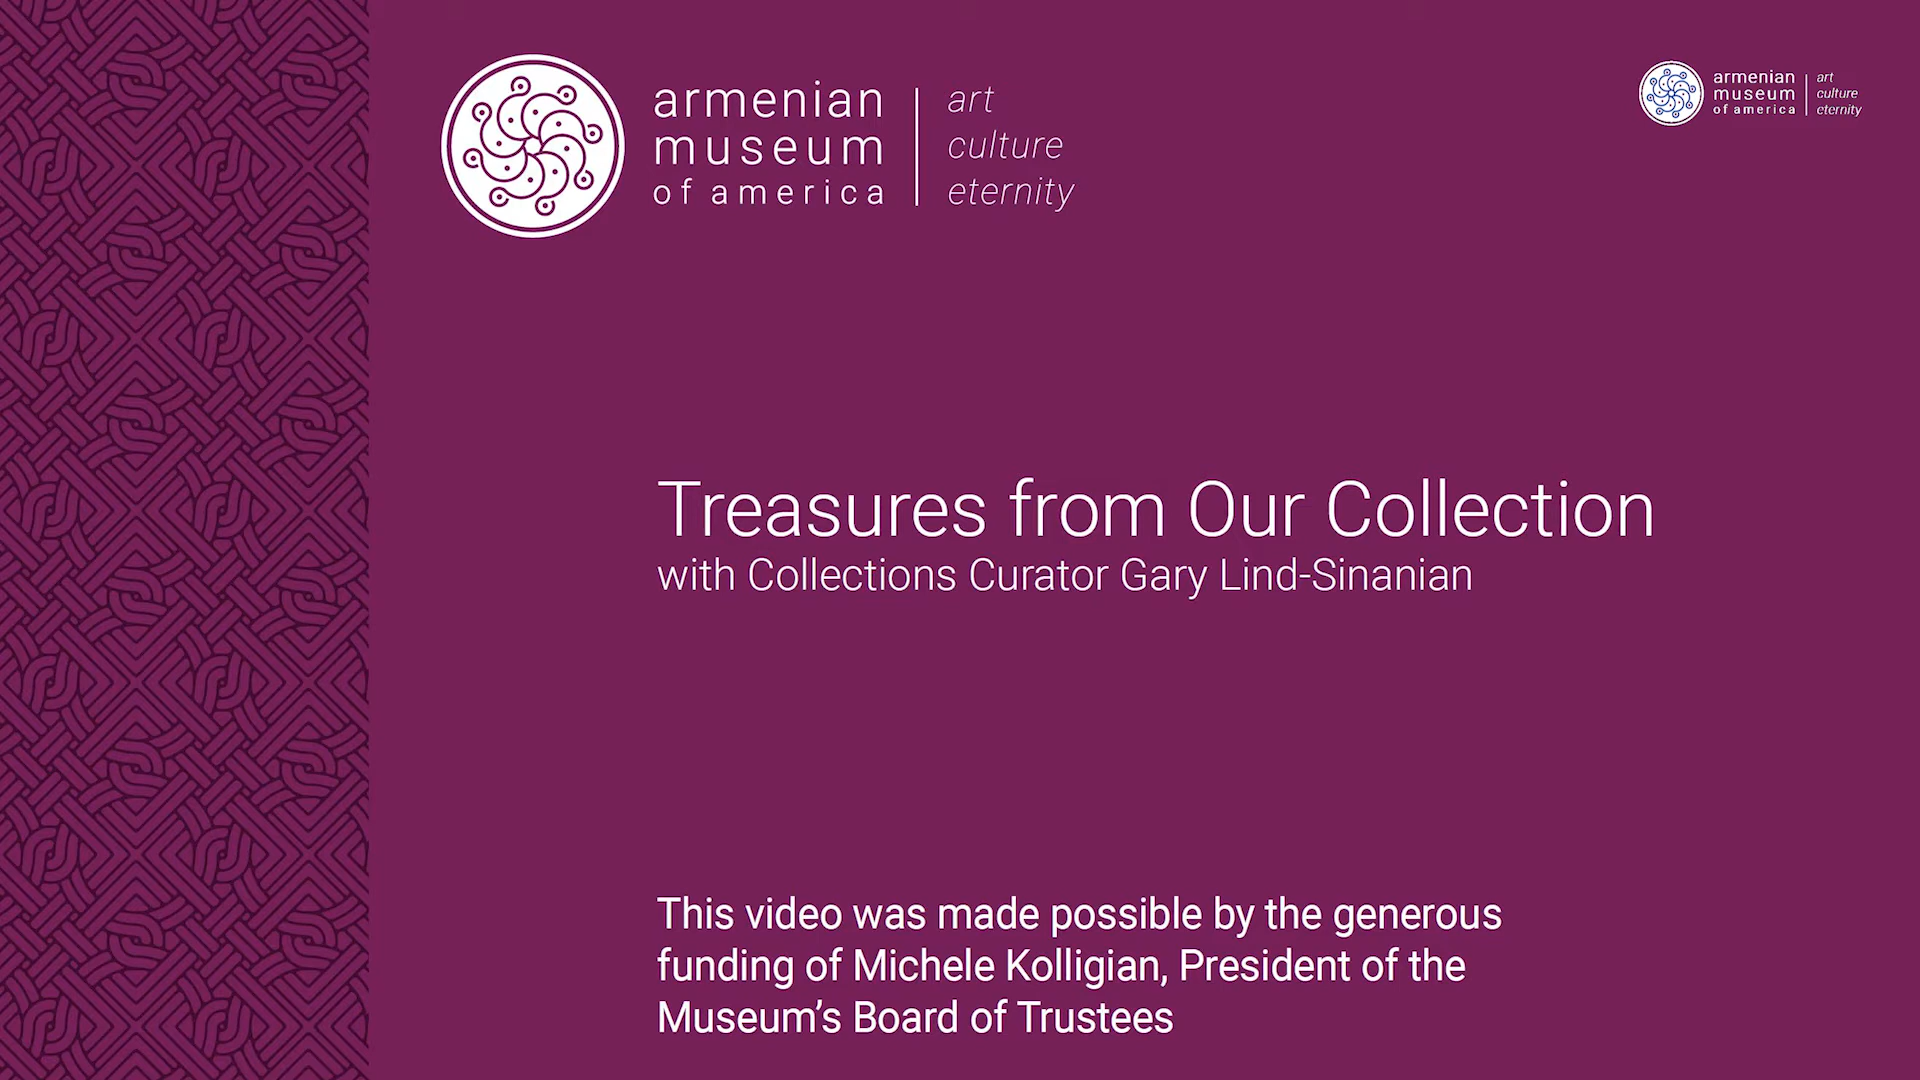 armenian
museum
of america
art
culture
eternity
armenian
museum
of america
art
culture
eternity
Treasures from Our Collection
with Collections Curator Gary Lind-Sinanian
This video was made possible by the generous
funding of Michele Kolligian, President of the
Museum’s Board of Trustees